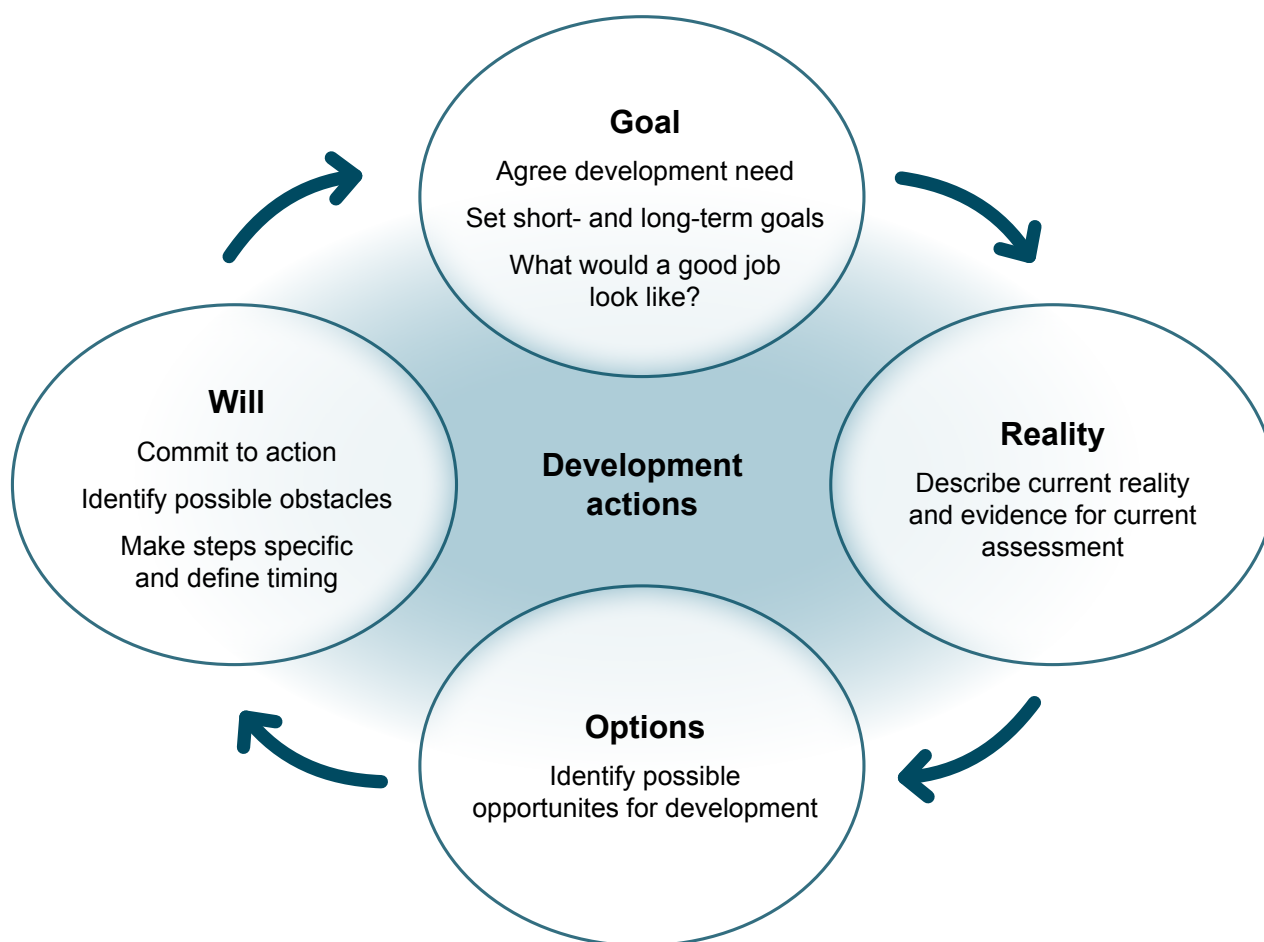 Goal
Agree development need
Set short- and long-term goals
What would a good job
look like?
Reality
Describe current reality
and evidence for current
assessment
Options
Identify possible
opportunites for development
Will
Commit to action
Identify possible obstacles
Make steps specific
and define timing
Development
actions